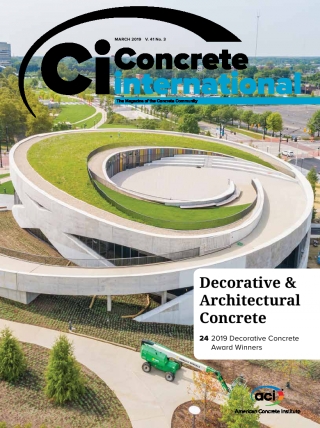 MARCH 2019 V. 41 No. 3
Ci Concrete
international
The Magazine of the Concrete Community
Decorative &
Architectural
Concrete
24 2019 Decorative Concrete
Award Winners
aci
American Concrete Institute